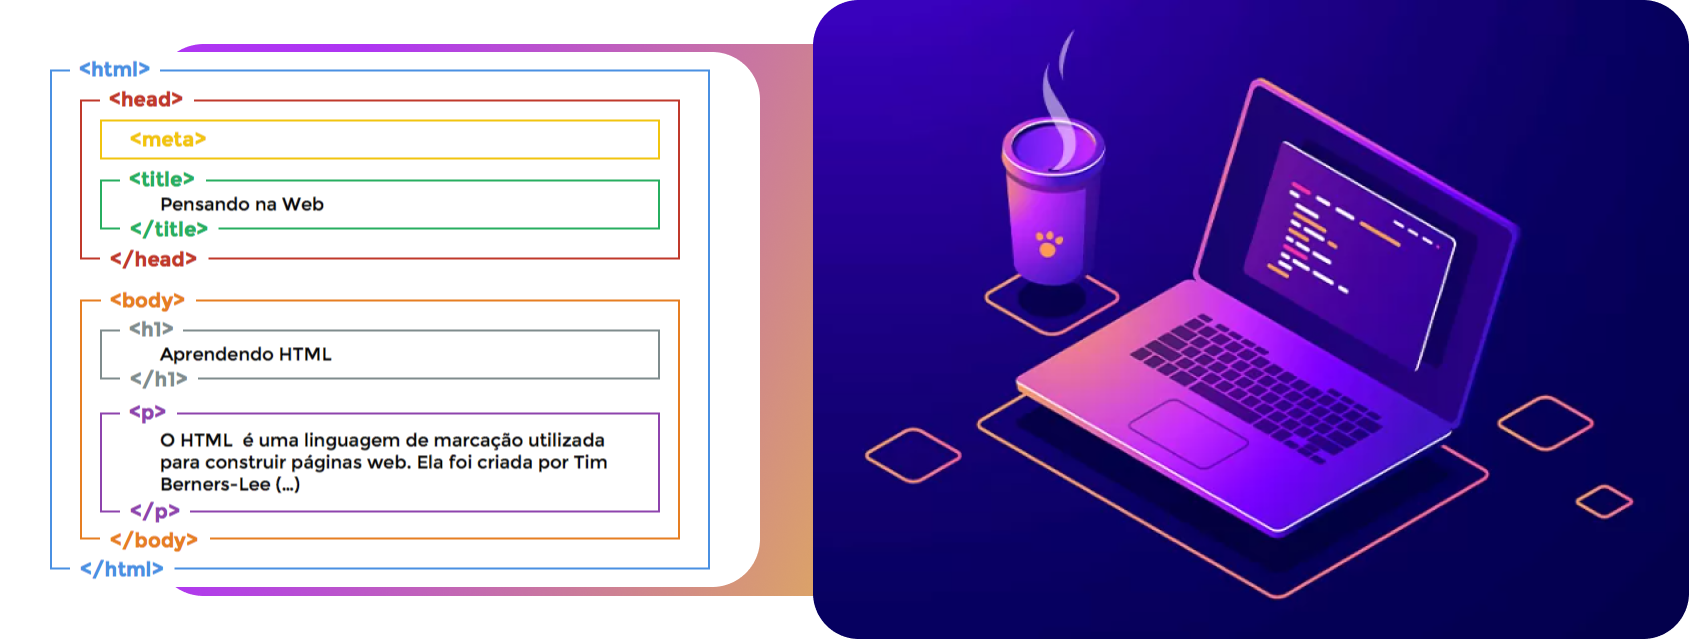 <html>
<head>
<meta>
<title>
Pensando na Web
</title>
</head>
<body>
<h1>
Aprendendo HTML
</h1>
<p>
O HTML  é uma linguagem de marcação utilizada
para construir páginas web. Ela foi criada por Tim
Berners-Lee (...)
</p>
</body>
</html>